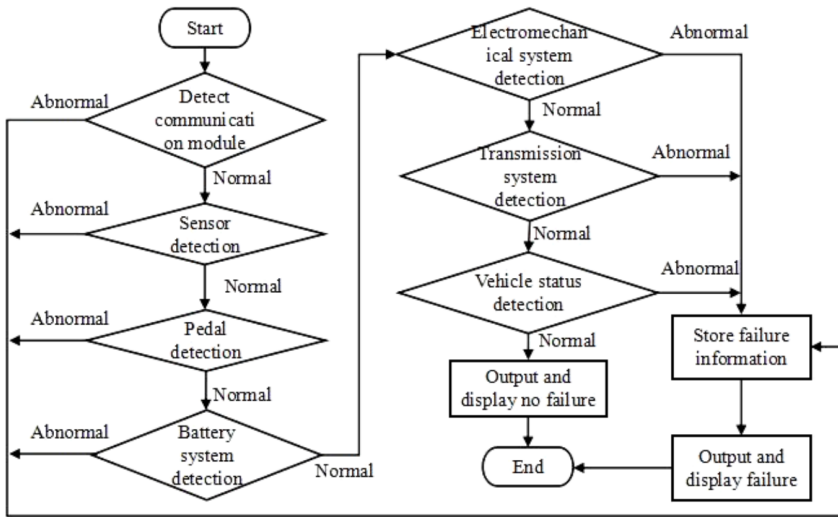 Start
Abnormal
Detect
communicati
on module
Normal
Abnormal
Sensor
detection
Normal
Abnormal
Pedal
detection
Normal
Abnormal
Battery
system
detection
Normal
Electromechan
ical system
detection
Abnormal
Normal
Transmission
system
detection
Abnormal
Normal
Vehicle status
detection
Abnormal
Normal
Output and
display no failure
End
Store failure
information
Output and
display failure